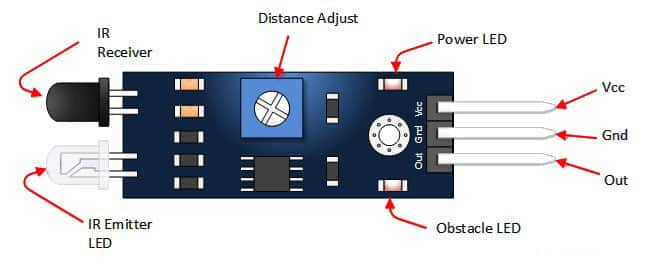 IR
Receiver
Distance Adjust
Power LED
Vcc
Gnd
Out
Vcc
Gnd
Out
IR Emitter
LED
Obstacle LED